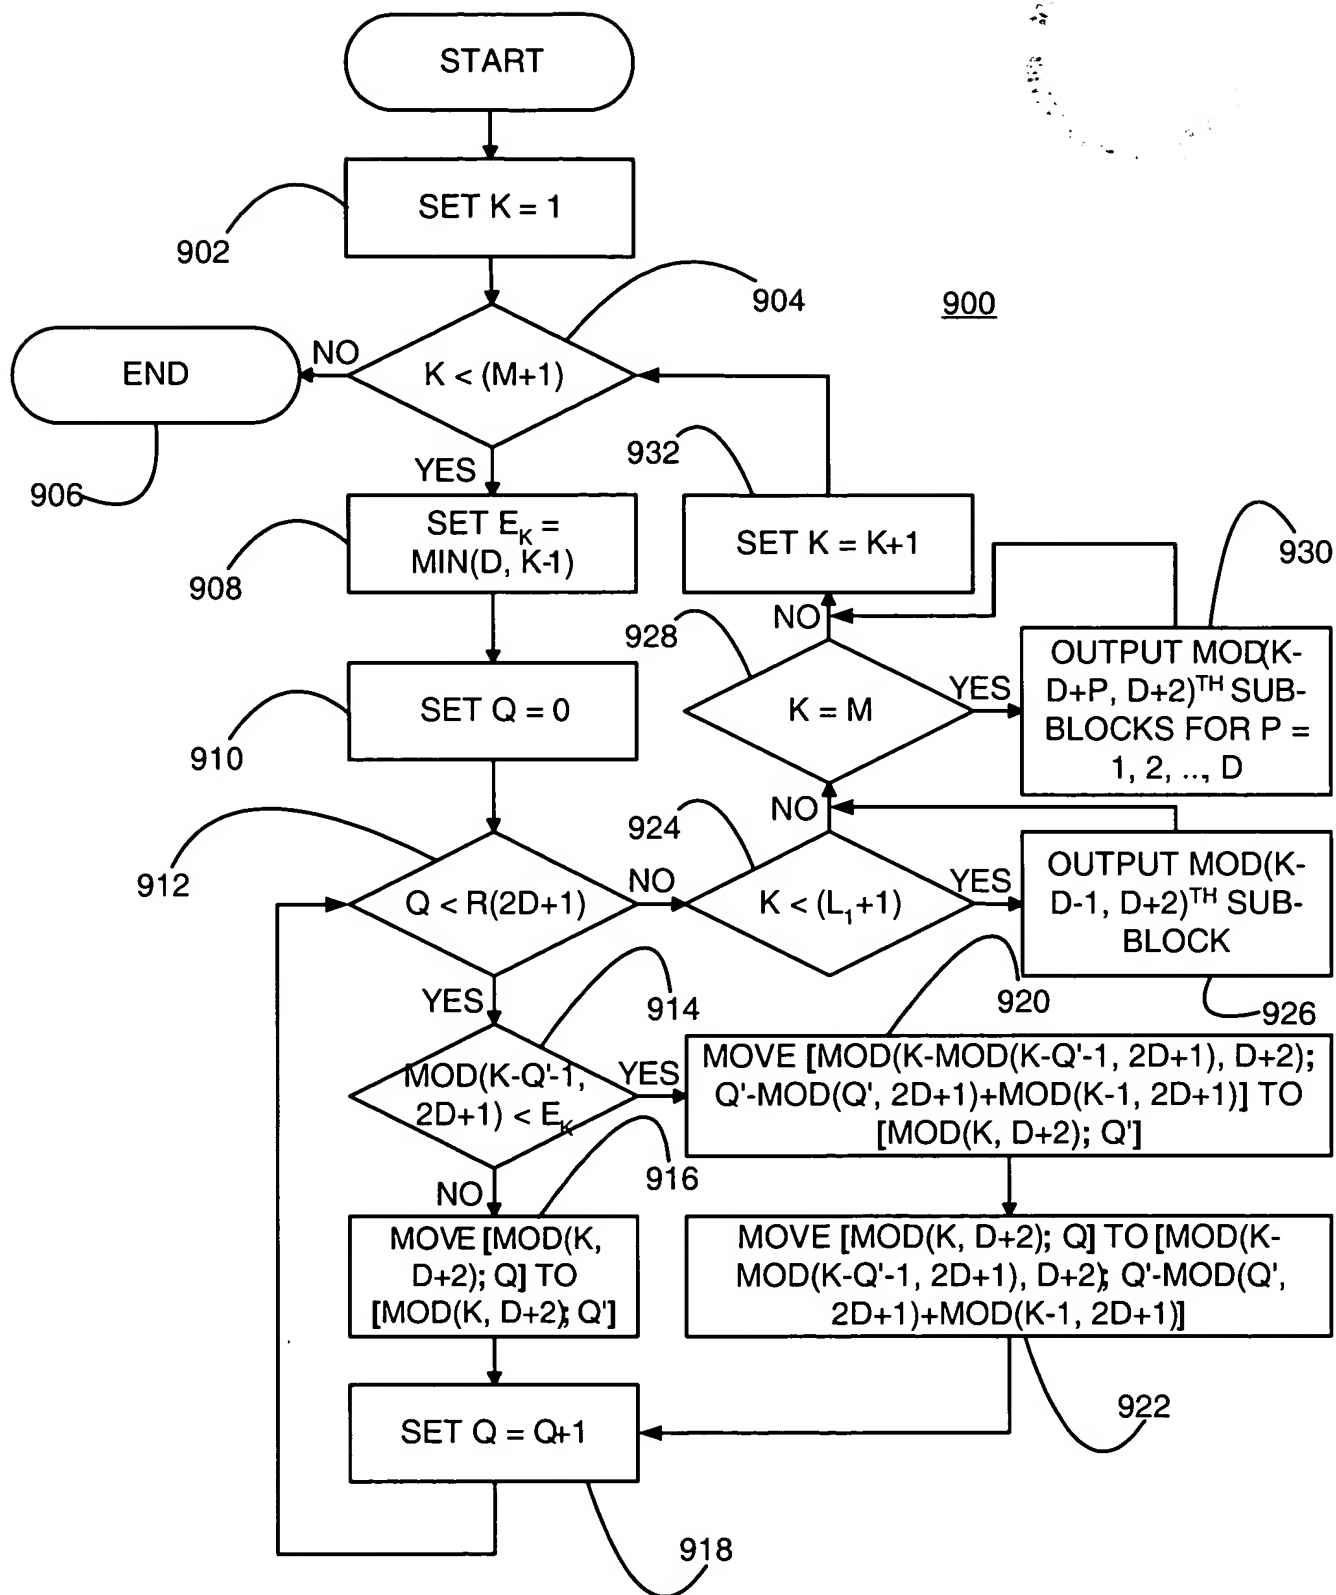 START
SET K = 1
902
904
900
K < (M+1)
NO
END
906
YES
932
SET E_K =
MIN(D, K-1)
908
SET K = K+1
930
NO
928
SET Q = 0
910
K = M
YES
OUTPUT MOD(K-
D+P, D+2)^TH SUB-
BLOCKS FOR P =
1, 2, ..., D
NO
924
912
Q < R(2D+1)
NO
K < (L_1+1)
YES
OUTPUT MOD(K-
D-1, D+2)^TH SUB-
BLOCK
926
YES
914
920
MOD(K-Q'-1,
2D+1) < E_K
YES
MOVE [MOD(K-MOD(K-Q'-1, 2D+1), D+2);
Q'-MOD(Q', 2D+1)+MOD(K-1, 2D+1)] TO
[MOD(K, D+2); Q']
NO
916
MOVE [MOD(K,
D+2); Q] TO
[MOD(K, D+2); Q']
MOVE [MOD(K, D+2); Q] TO [MOD(K-
MOD(K-Q'-1, 2D+1), D+2); Q'-MOD(Q',
2D+1)+MOD(K-1, 2D+1)]
922
SET Q = Q+1
918